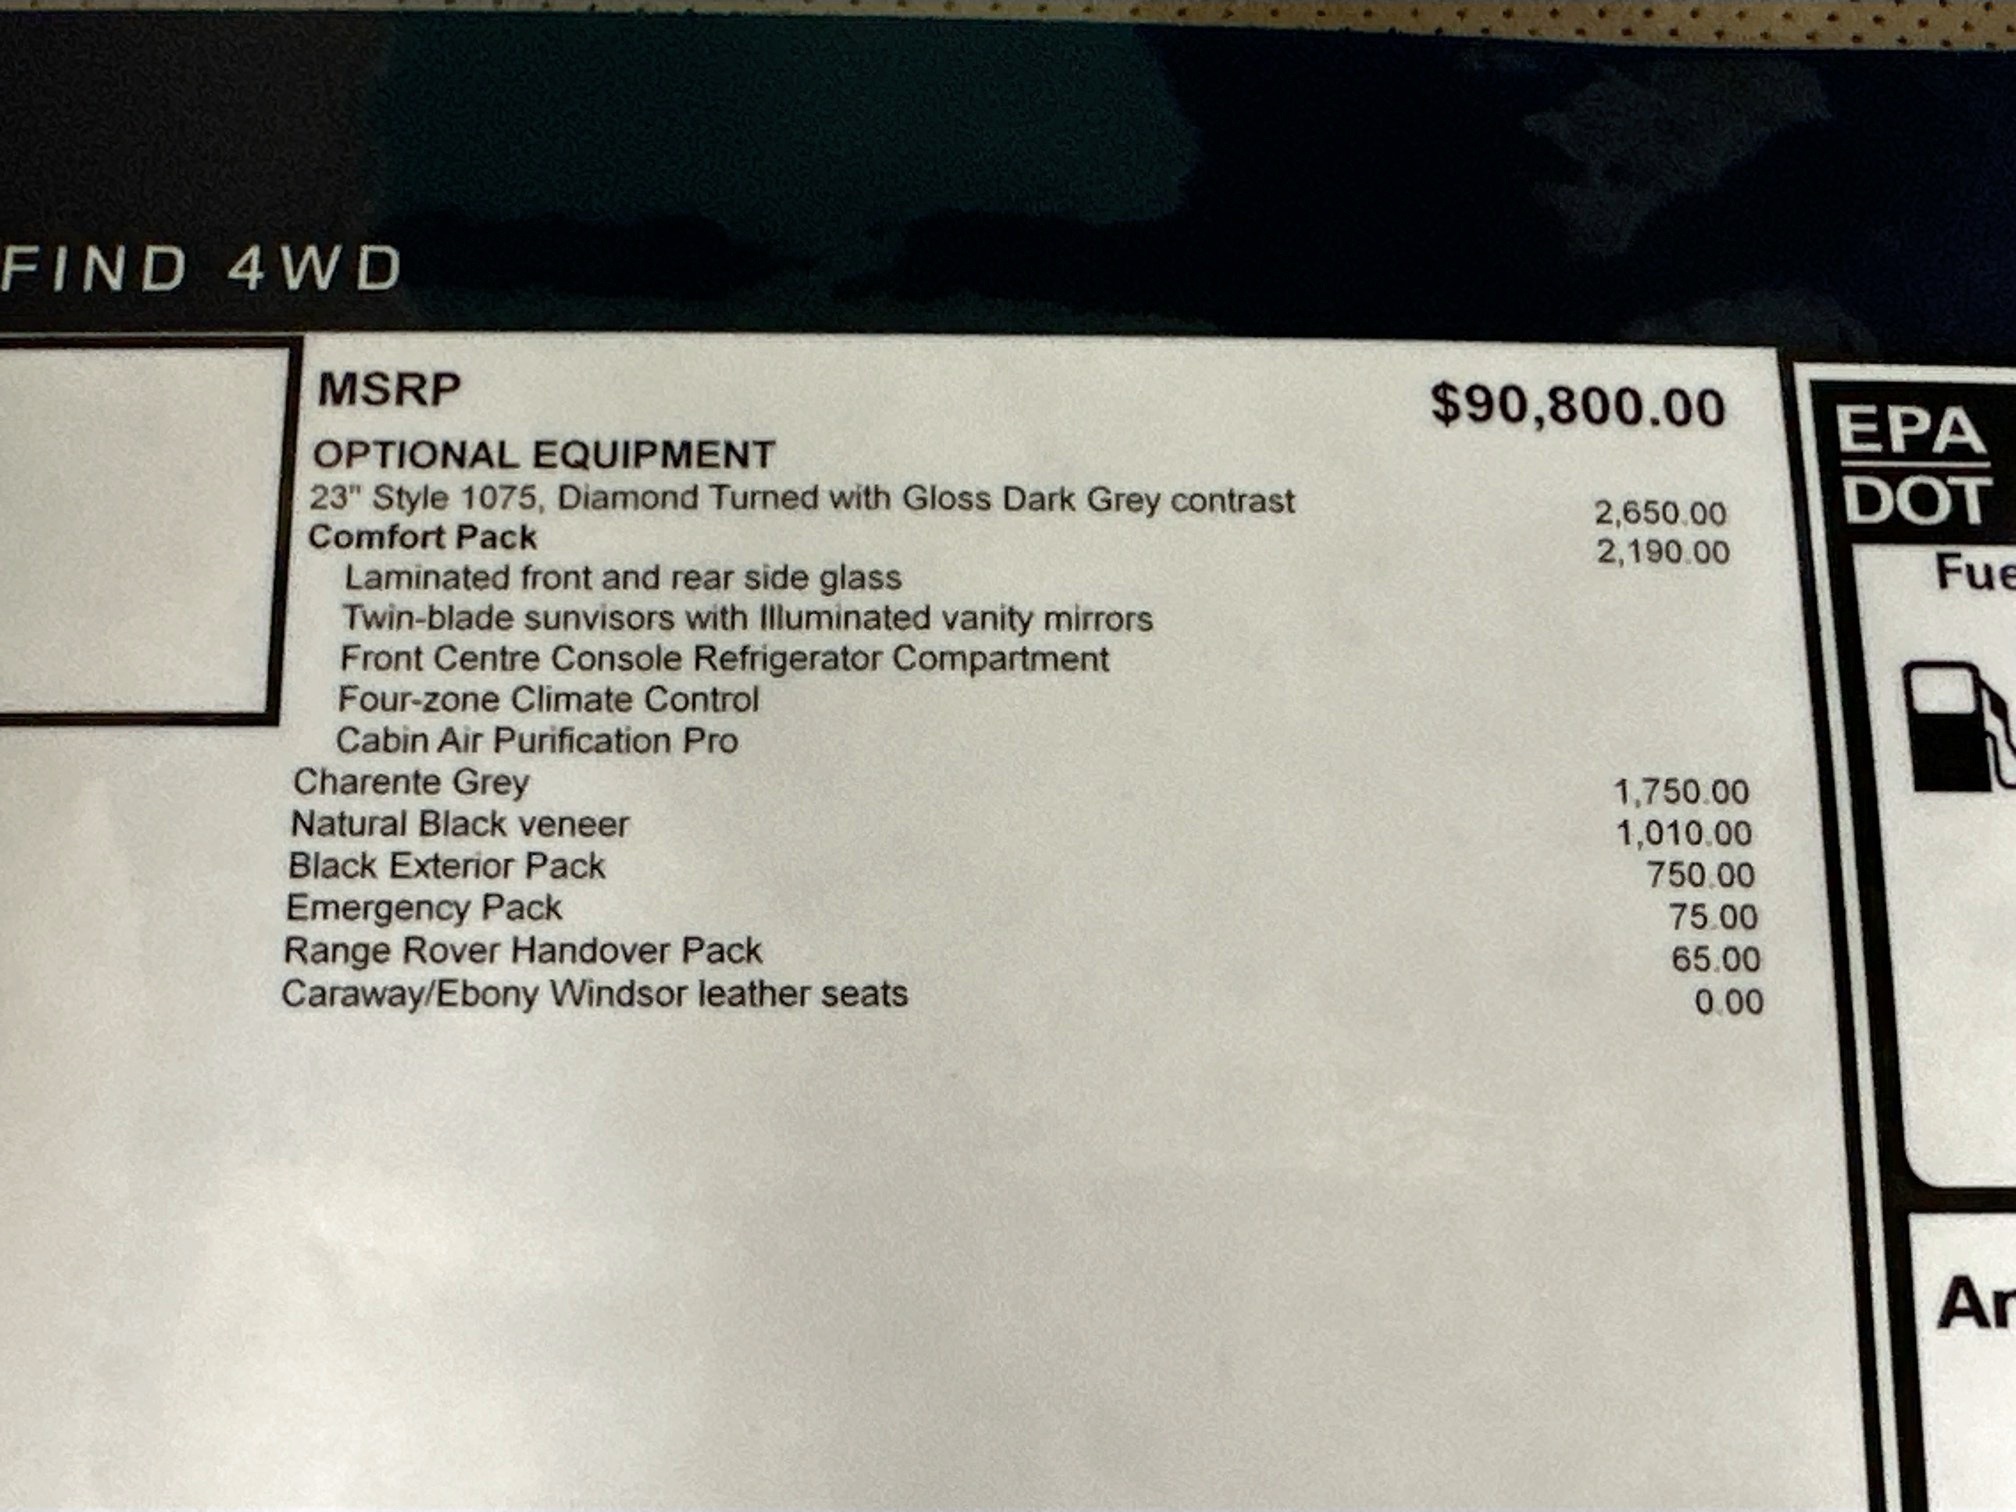 FIND 4WD
MSRP $90,800.00
OPTIONAL EQUIPMENT
23" Style 1075, Diamond Turned with Gloss Dark Grey contrast 2,650.00
Comfort Pack 2,190.00
Laminated front and rear side glass
Twin-blade sunvisors with Illuminated vanity mirrors
Front Centre Console Refrigerator Compartment
Four-zone Climate Control
Cabin Air Purification Pro
Charente Grey 1,750.00
Natural Black veneer 1,010.00
Black Exterior Pack 750.00
Emergency Pack 75.00
Range Rover Handover Pack 65.00
Caraway/Ebony Windsor leather seats 0.00
EPA
DOT
Fue
An